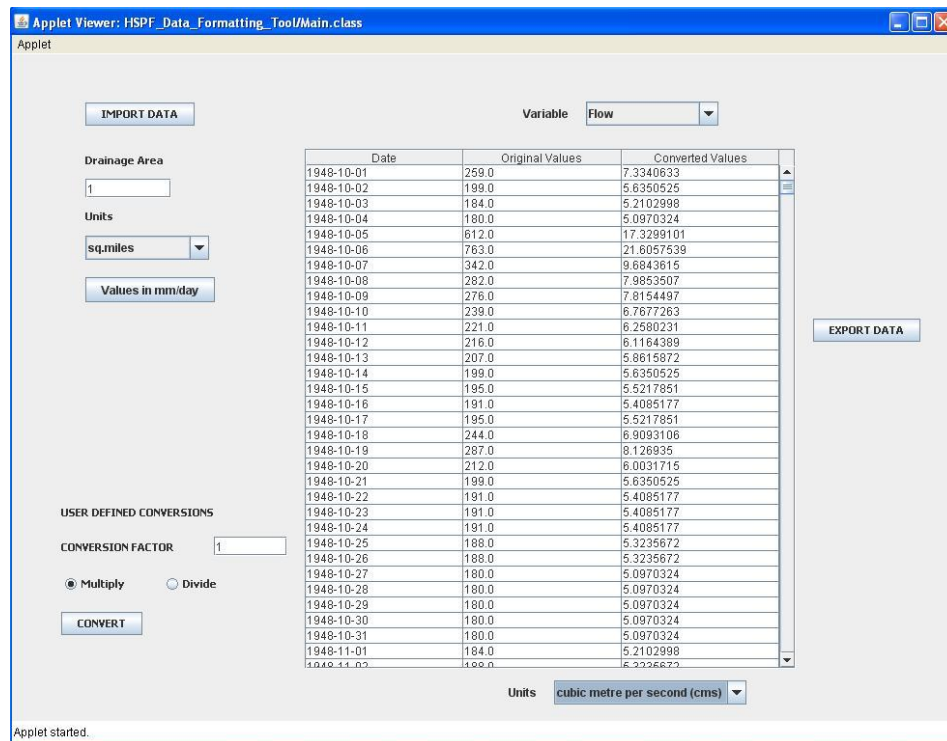 Applet Viewer: HSPF_Data_Formatting_Tool/Main.class
Applet
IMPORT DATA
Variable Flow
Drainage Area
1
Units
sq.miles
Values in mm/day
Date Original Values Converted Values
1948-10-01 259.0 7.3340633
1948-10-02 199.0 5.6350525
1948-10-03 184.0 5.2102998
1948-10-04 180.0 5.0970324
1948-10-05 612.0 17.3299101
1948-10-06 763.0 21.6057539
1948-10-07 342.0 9.6843615
1948-10-08 282.0 7.9853507
1948-10-09 276.0 7.8154497
1948-10-10 239.0 6.7677263
1948-10-11 221.0 6.2580231
1948-10-12 216.0 6.1164389
1948-10-13 207.0 5.8615872
1948-10-14 199.0 5.6350525
1948-10-15 195.0 5.5217851
1948-10-16 191.0 5.4085177
1948-10-17 195.0 5.5217851
1948-10-18 244.0 6.9093106
1948-10-19 287.0 8.126935
1948-10-20 212.0 6.0031715
1948-10-21 199.0 5.6350525
1948-10-22 191.0 5.4085177
1948-10-23 191.0 5.4085177
1948-10-24 191.0 5.4085177
1948-10-25 188.0 5.3235672
1948-10-26 188.0 5.3235672
1948-10-27 180.0 5.0970324
1948-10-28 180.0 5.0970324
1948-10-29 180.0 5.0970324
1948-10-30 180.0 5.0970324
1948-10-31 180.0 5.0970324
1948-11-01 184.0 5.2102998
1948-11-02 188.0 5.3235672
EXPORT DATA
USER DEFINED CONVERSIONS
CONVERSION FACTOR 1
Multiply Divide
CONVERT
Units cubic metre per second (cms)
Applet started.